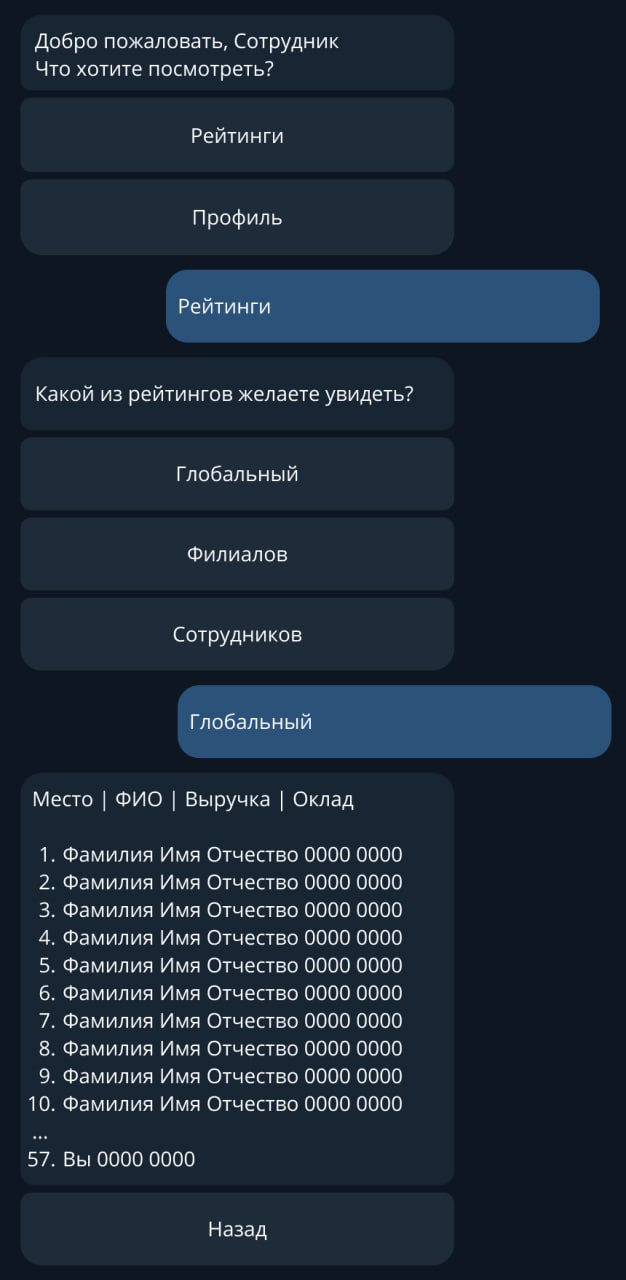 Добро пожаловать, Сотрудник
Что хотите посмотреть?
Рейтинги
Профиль
Рейтинги
Какой из рейтингов желаете увидеть?
Глобальный
Филиалов
Сотрудников
Глобальный
Место | ФИО | Выручка | Оклад
1. Фамилия Имя Отчество 0000 0000
2. Фамилия Имя Отчество 0000 0000
3. Фамилия Имя Отчество 0000 0000
4. Фамилия Имя Отчество 0000 0000
5. Фамилия Имя Отчество 0000 0000
6. Фамилия Имя Отчество 0000 0000
7. Фамилия Имя Отчество 0000 0000
8. Фамилия Имя Отчество 0000 0000
9. Фамилия Имя Отчество 0000 0000
10. Фамилия Имя Отчество 0000 0000
...
57. Вы 0000 0000
Назад